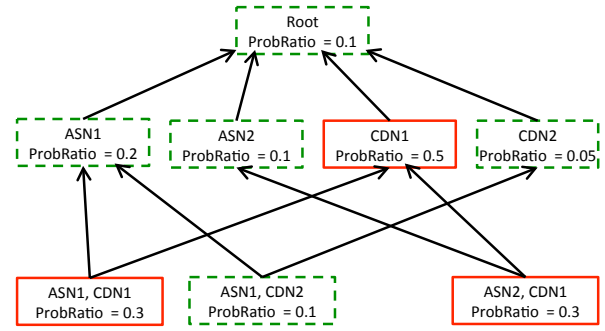 Root
ProbRatio = 0.1
ASN1
ProbRatio = 0.2
ASN2
ProbRatio = 0.1
CDN1
ProbRatio = 0.5
CDN2
ProbRatio = 0.05
ASN1, CDN1
ProbRatio = 0.3
ASN1, CDN2
ProbRatio = 0.1
ASN2, CDN1
ProbRatio = 0.3